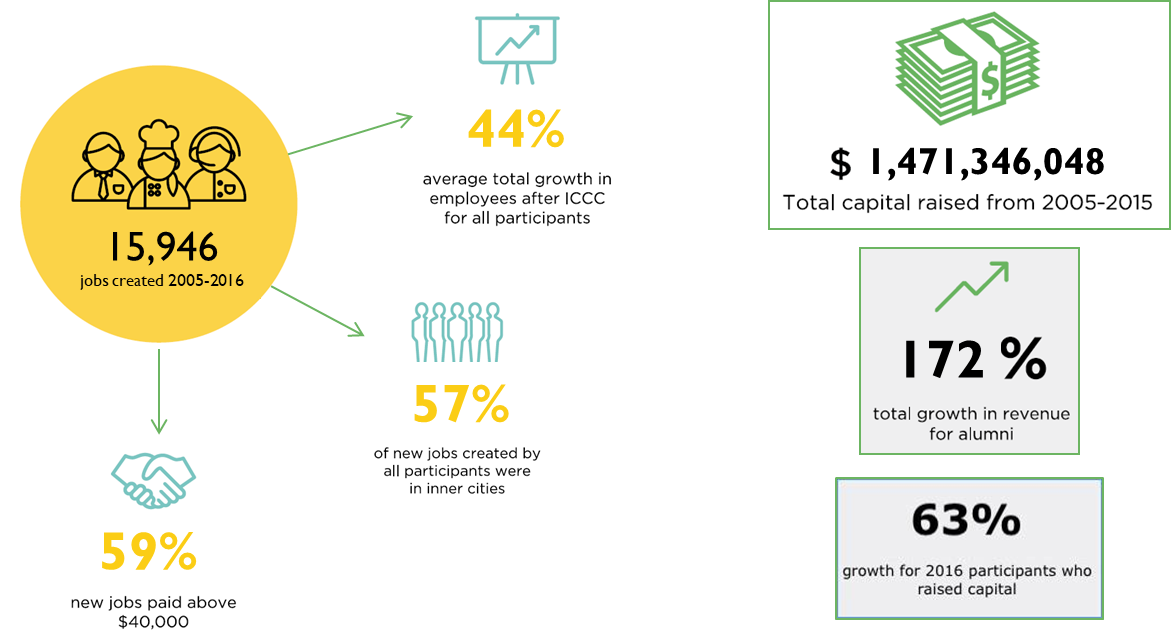 15,946
jobs created 2005-2016
44%
average total growth in
employees after ICCC
for all participants
57%
of new jobs created by
all participants were
in inner cities
59%
new jobs paid above
$40,000
$
$ 1,471,346,048
Total capital raised from 2005-2015
172 %
total growth in revenue
for alumni
63%
growth for 2016 participants who
raised capital